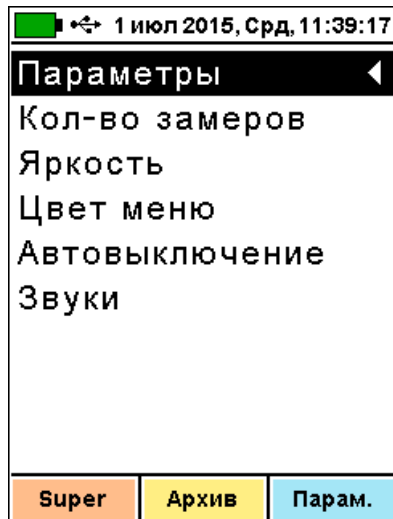 1 июл 2015, Срд, 11:39:17
Параметры
Кол-во замеров
Яркость
Цвет меню
Автовыключение
Звуки
Super Архив Парам.